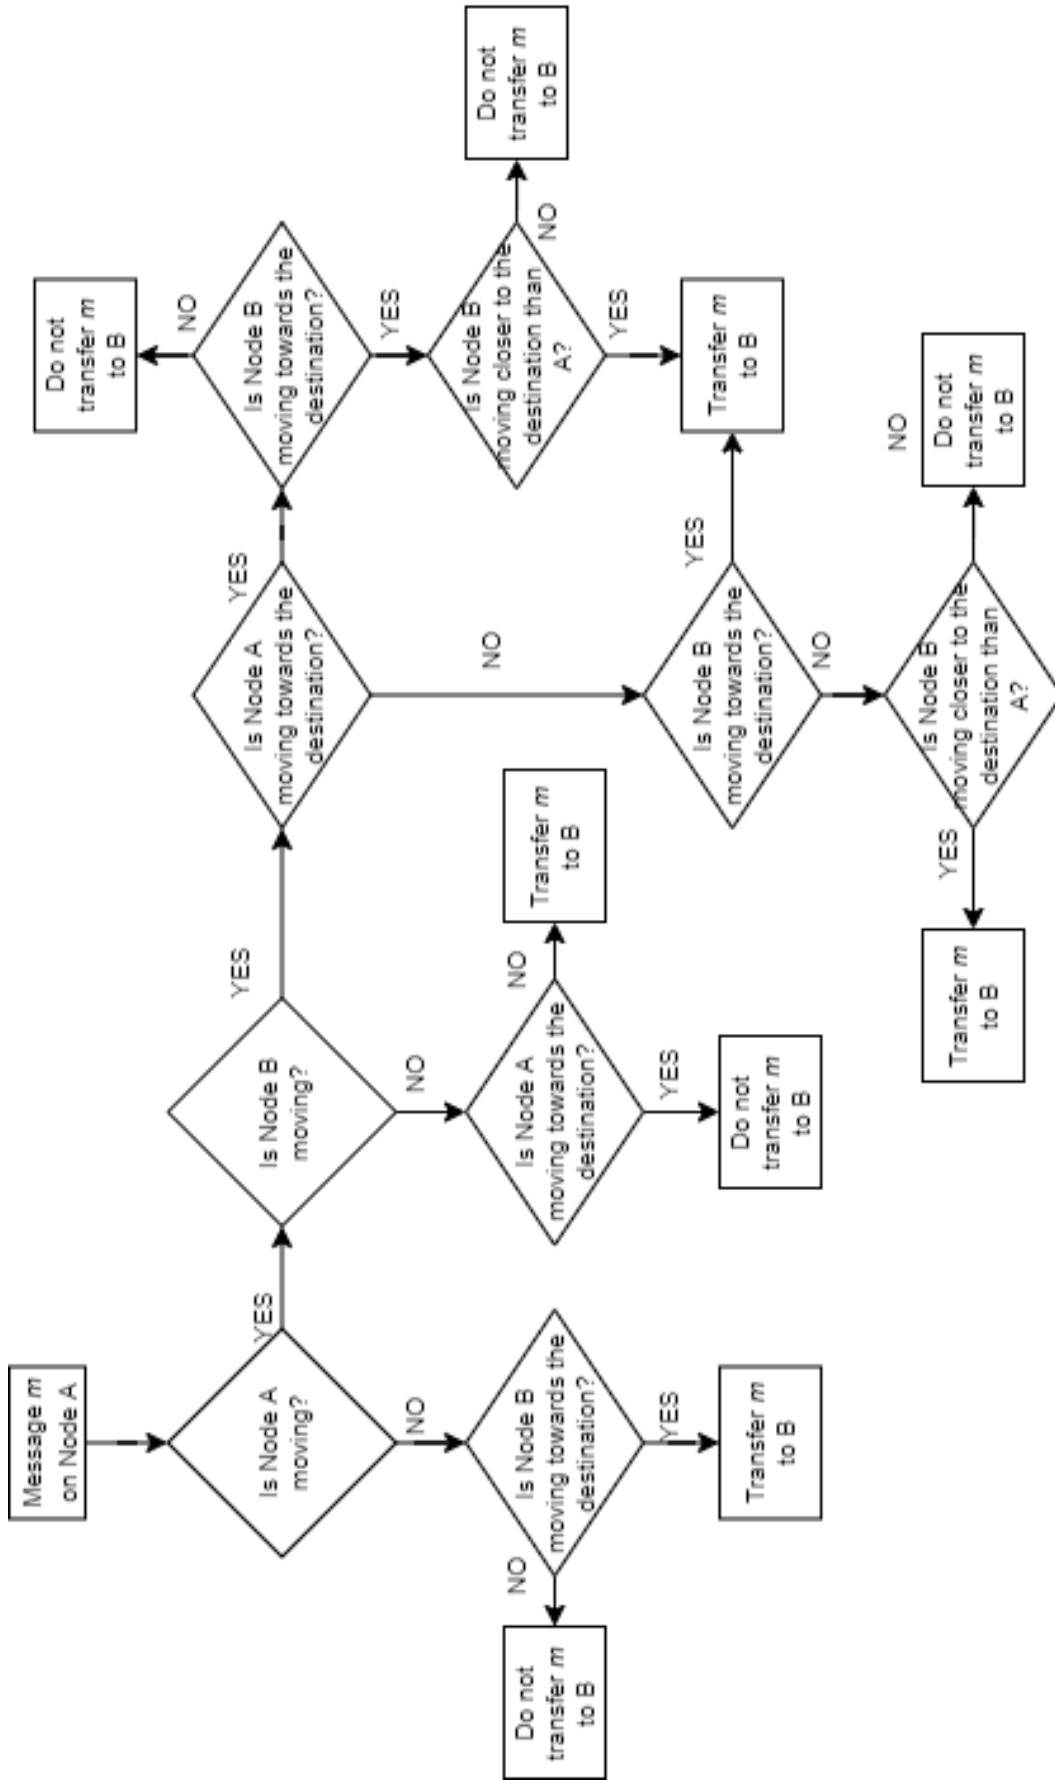 Message m
on Node A
Is Node A
moving?
YES
NO
Is Node B
moving towards the
destination?
NO
Do not
transfer m
to B
YES
Transfer m
to B
Is Node B
moving?
YES
NO
Is Node A
moving towards the
destination?
NO
Transfer m
to B
YES
Do not
transfer m
to B
Is Node A
moving towards the
destination?
YES
NO
Is Node B
moving towards the
destination?
NO
Do not
transfer m
to B
YES
Is Node B
moving closer to the
destination than
A?
NO
Do not
transfer m
to B
YES
Transfer m
to B
Is Node B
moving towards the
destination?
YES
NO
Is Node B
moving closer to the
destination than
A?
YES
Transfer m
to B
NO
Do not
transfer m
to B